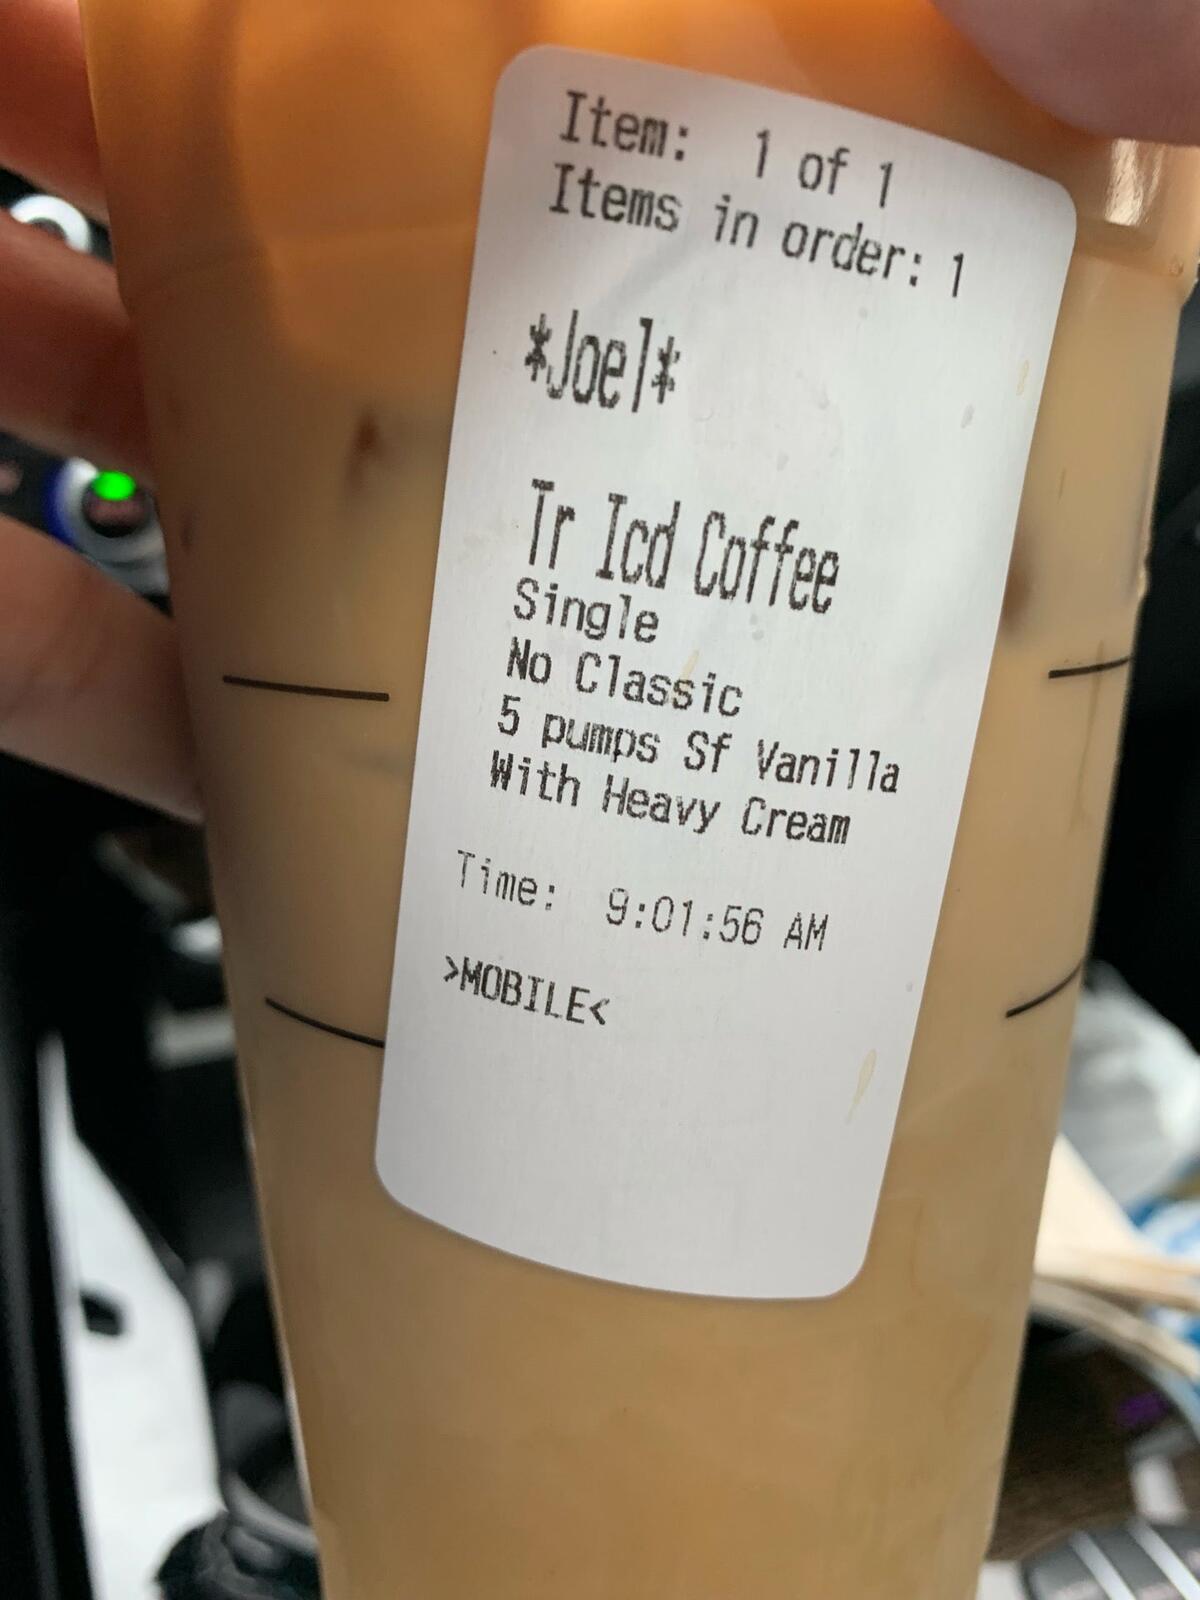 Item: 1 of 1
Items in order: 1
*Joel*
Tr Icd Coffee
Single
No Classic
5 pumps Sf Vanilla
With Heavy Cream
Time: 9:01:56 AM
>MOBILE<